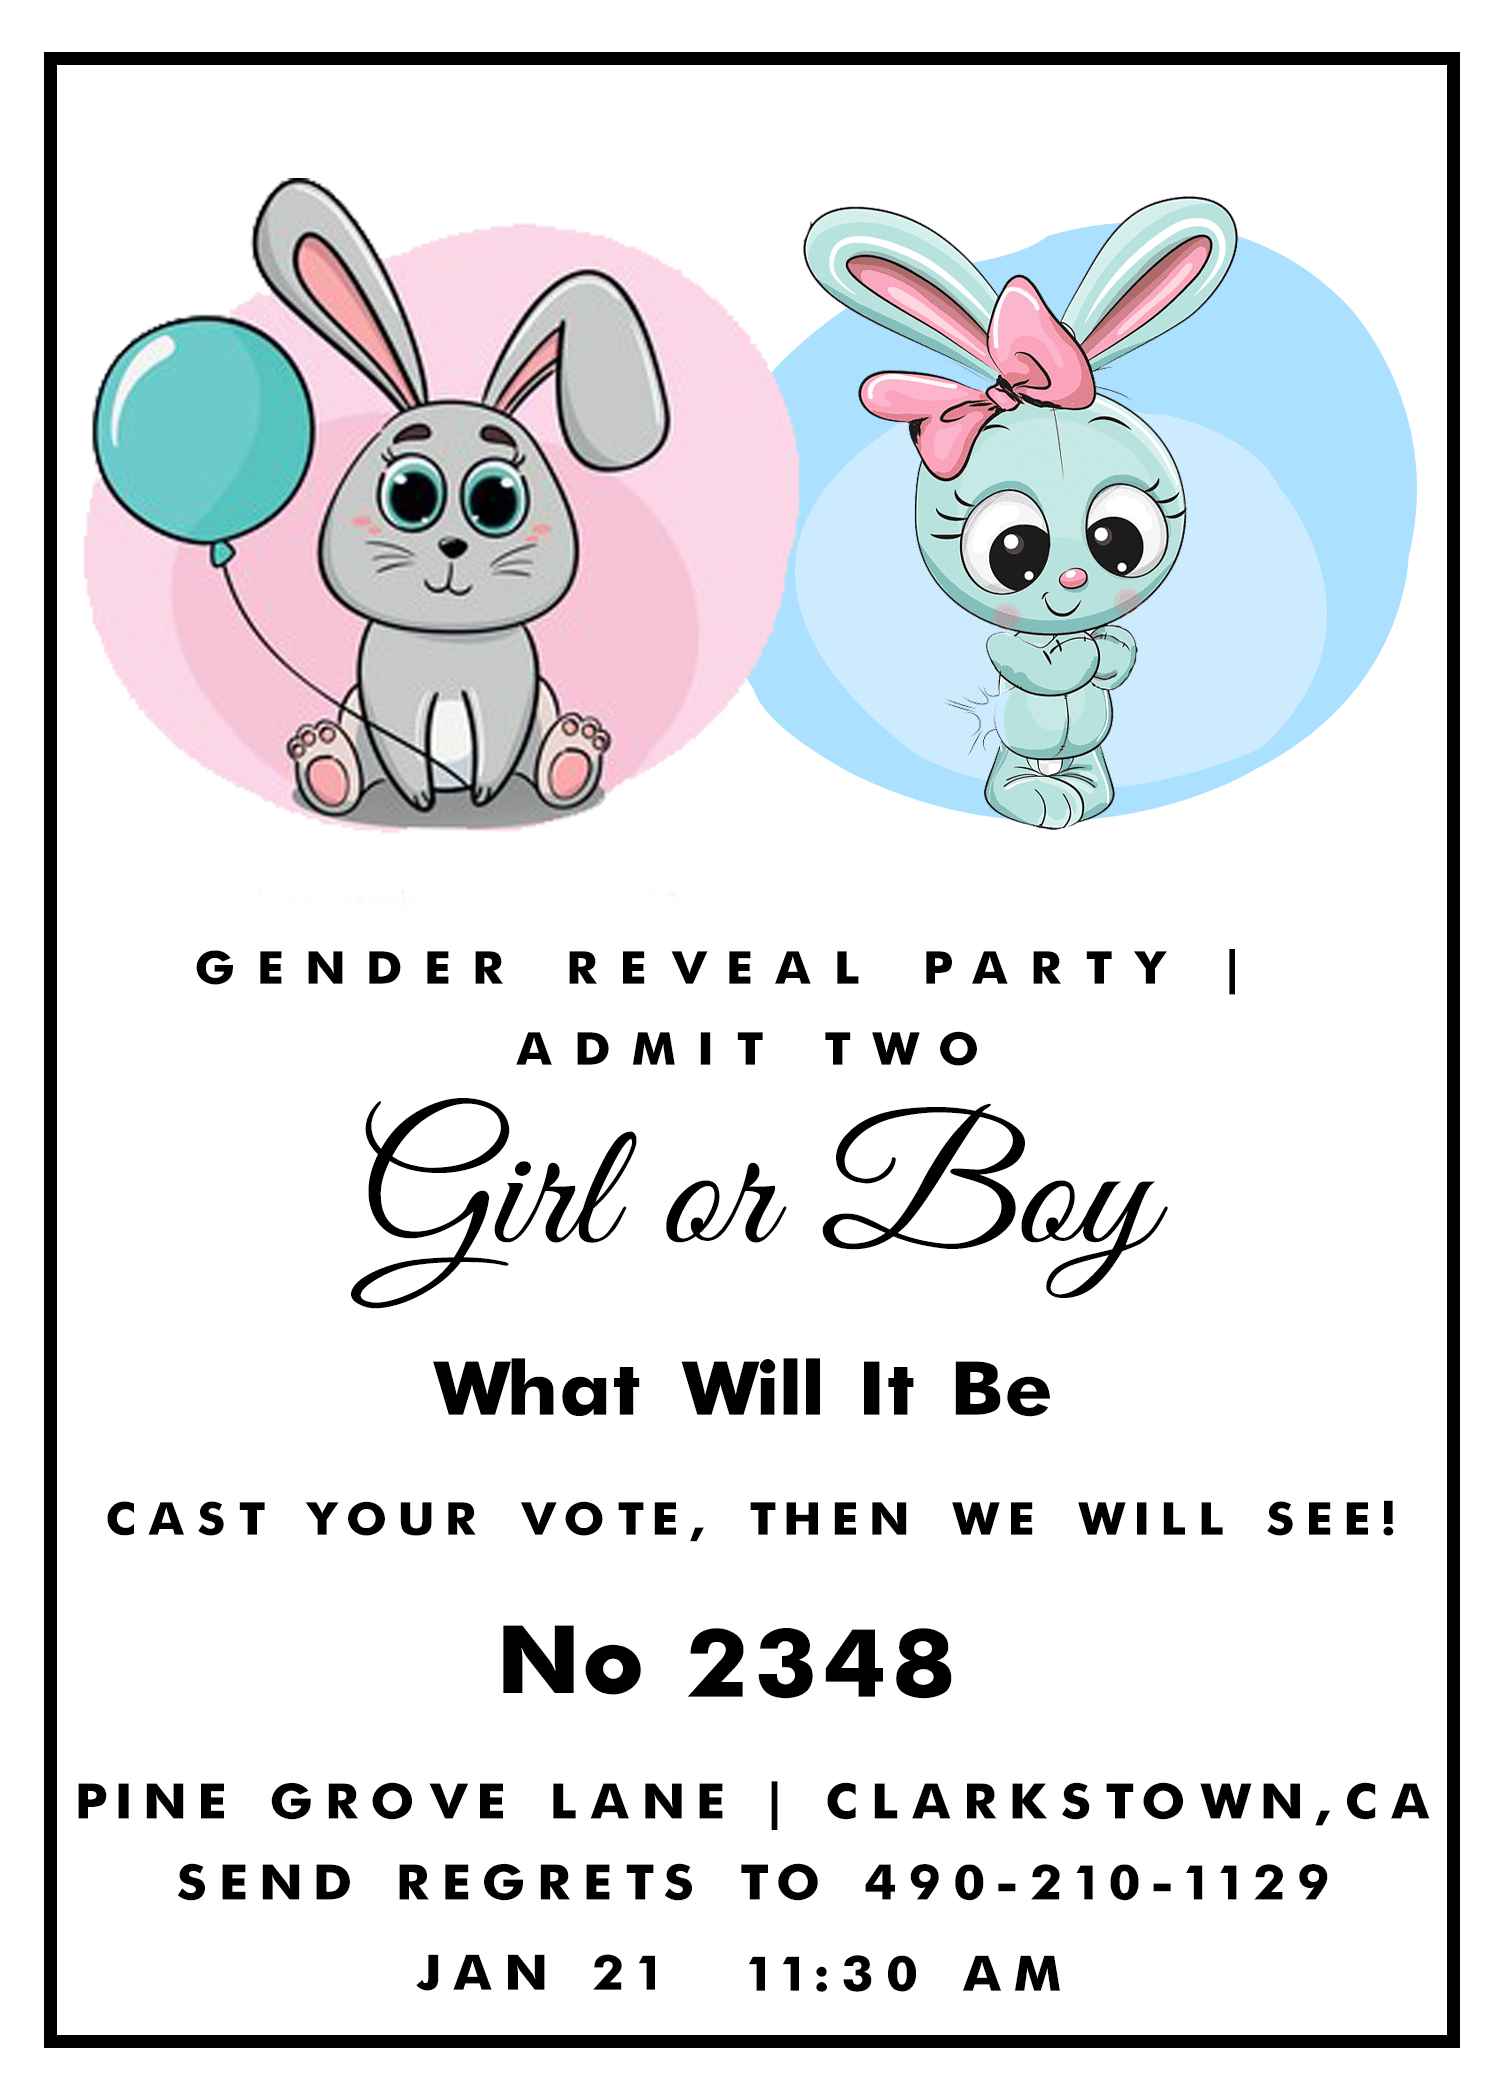 GENDER REVEAL PARTY |
ADMIT TWO
Girl or Boy
What Will It Be
CAST YOUR VOTE, THEN WE WILL SEE!
No 2348
PINE GROVE LANE | CLARKSTOWN,CA
SEND REGRETS TO 490-210-1129
JAN 21 11:30 AM